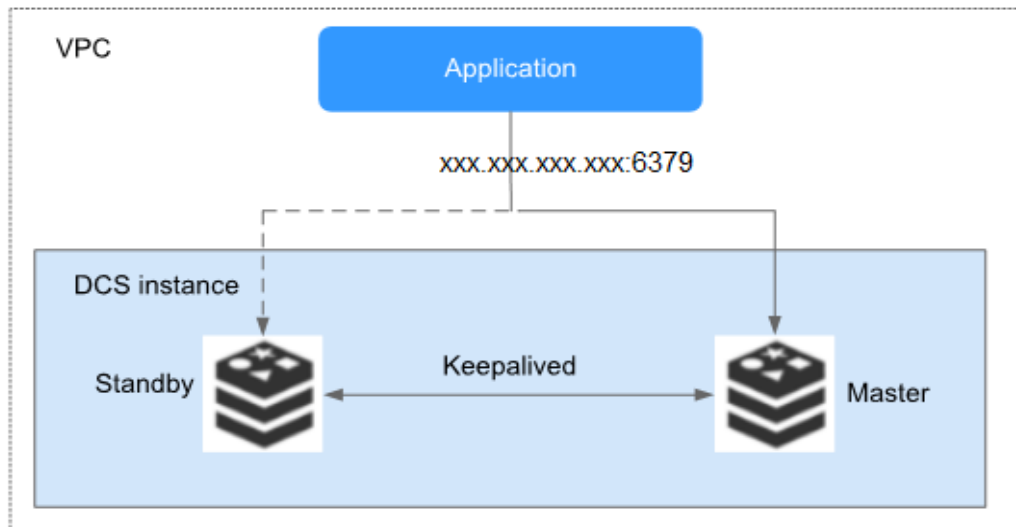 VPC
Application
xxx.xxx.xxx.xxx:6379
DCS instance
Keepalived
Standby
Master